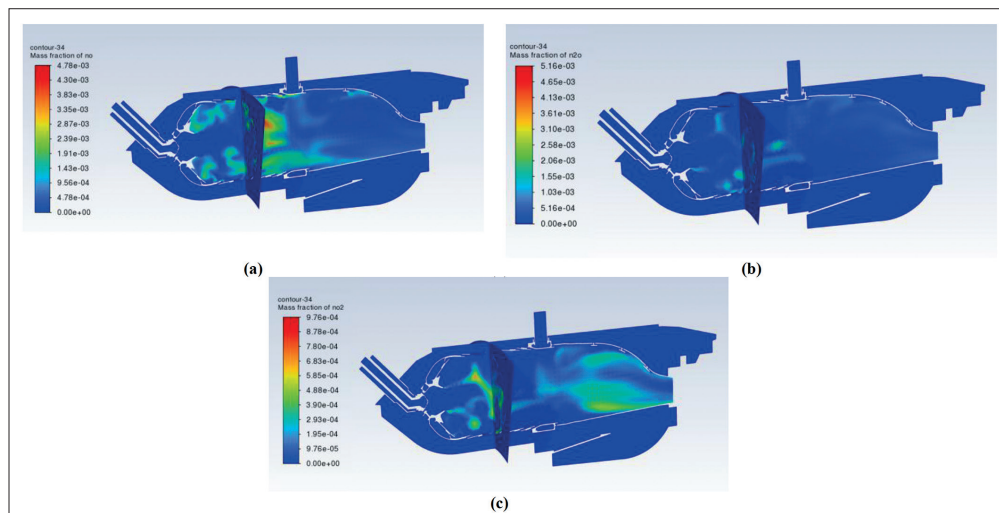 contour-34
Mass fraction of no
4.78e-03
4.30e-03
3.83e-03
3.35e-03
2.87e-03
2.39e-03
1.91e-03
1.43e-03
9.56e-04
4.78e-04
0.00e+00
(a)
contour-34
Mass fraction of n2o
5.16e-03
4.65e-03
4.13e-03
3.61e-03
3.10e-03
2.58e-03
2.06e-03
1.55e-03
1.03e-03
5.16e-04
0.00e+00
(b)
contour-34
Mass fraction of no2
9.76e-04
8.78e-04
7.80e-04
6.83e-04
5.85e-04
4.88e-04
3.90e-04
2.93e-04
1.95e-04
9.76e-05
0.00e+00
(c)